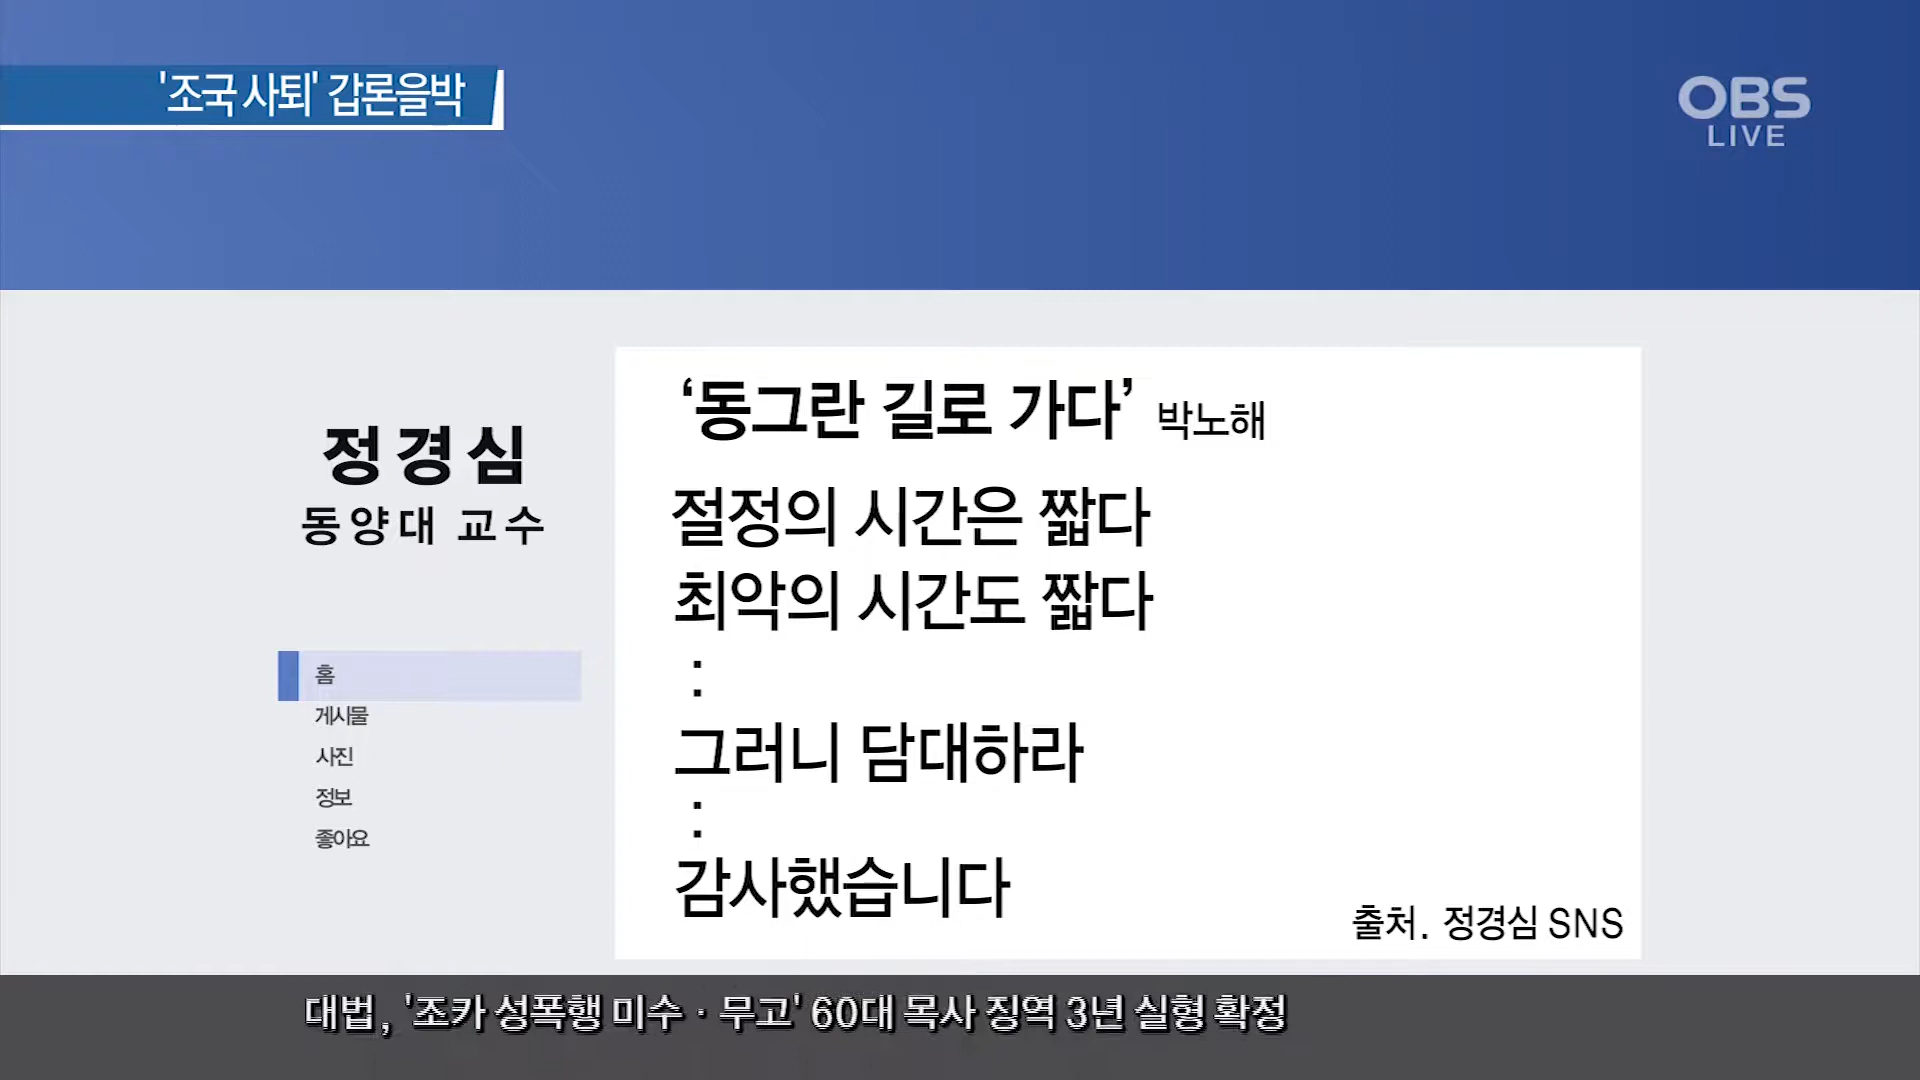 '조국 사퇴' 갑론을박
OBS
LIVE
정경심
동양대 교수
홈
게시물
사진
정보
좋아요
‘동그란 길로 가다’ 박노해
절정의 시간은 짧다
최악의 시간도 짧다
:
그러니 담대하라
:
감사했습니다
출처. 정경심 SNS
대법, '조카 성폭행 미수·무고' 60대 목사 징역 3년 실형 확정